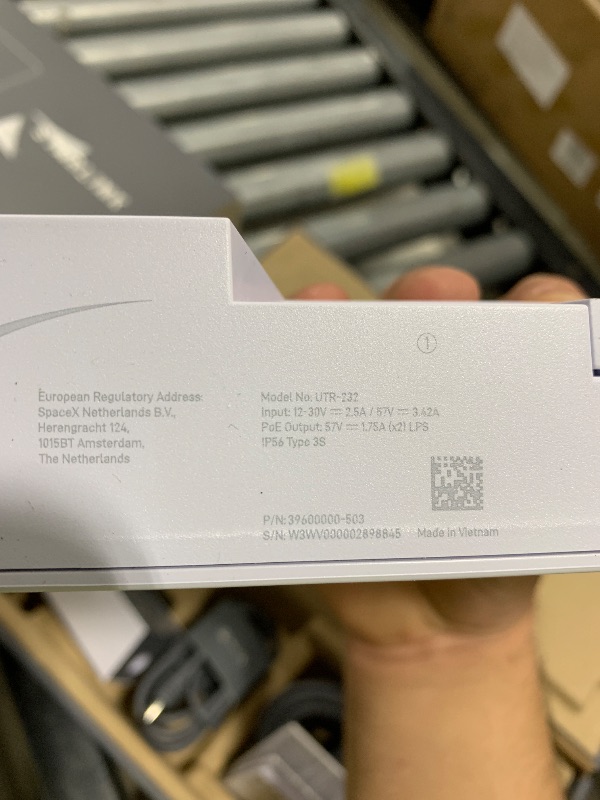 ①
European Regulatory Address:
SpaceX Netherlands B.V.,
Herengracht 124,
1015BT Amsterdam,
The Netherlands
Model No: UTR-232
Input: 12-30V ⎓ 2.5A / 57V ⎓ 3.42A
PoE Output: 57V ⎓ 1.75A (x2) LPS
IP56 Type 3S
P/N: 39600000-503
S/N: W3WV000002898845
Made in Vietnam